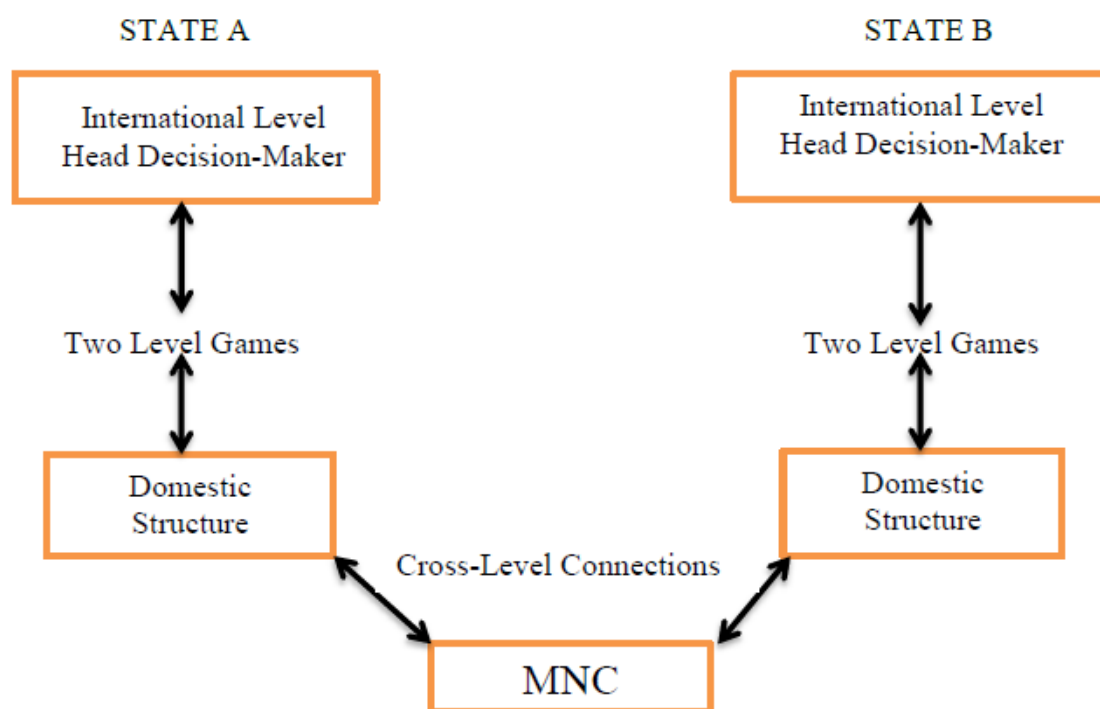 STATE A
STATE B
International Level
Head Decision-Maker
International Level
Head Decision-Maker
Two Level Games
Two Level Games
Domestic
Structure
Domestic
Structure
Cross-Level Connections
MNC